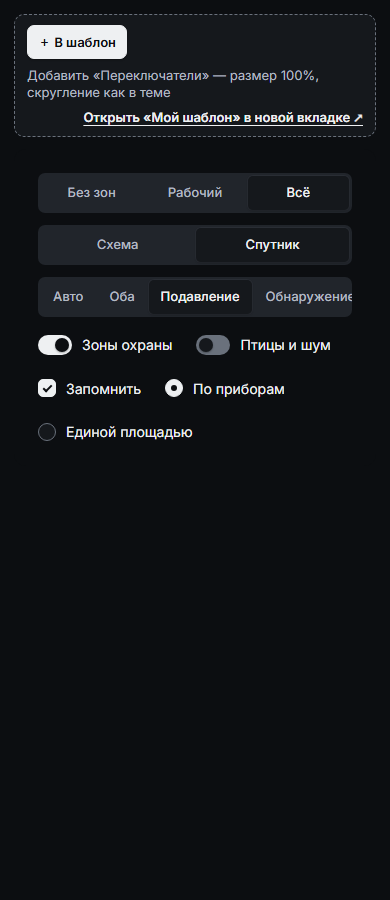 + В шаблон
Добавить «Переключатели» — размер 100%,
скругление как в теме
Открыть «Мой шаблон» в новой вкладке ↗
Без зон Рабочий Всё
Схема Спутник
Авто Оба Подавление Обнаружение
Зоны охраны Птицы и шум
Запомнить По приборам
Единой площадью